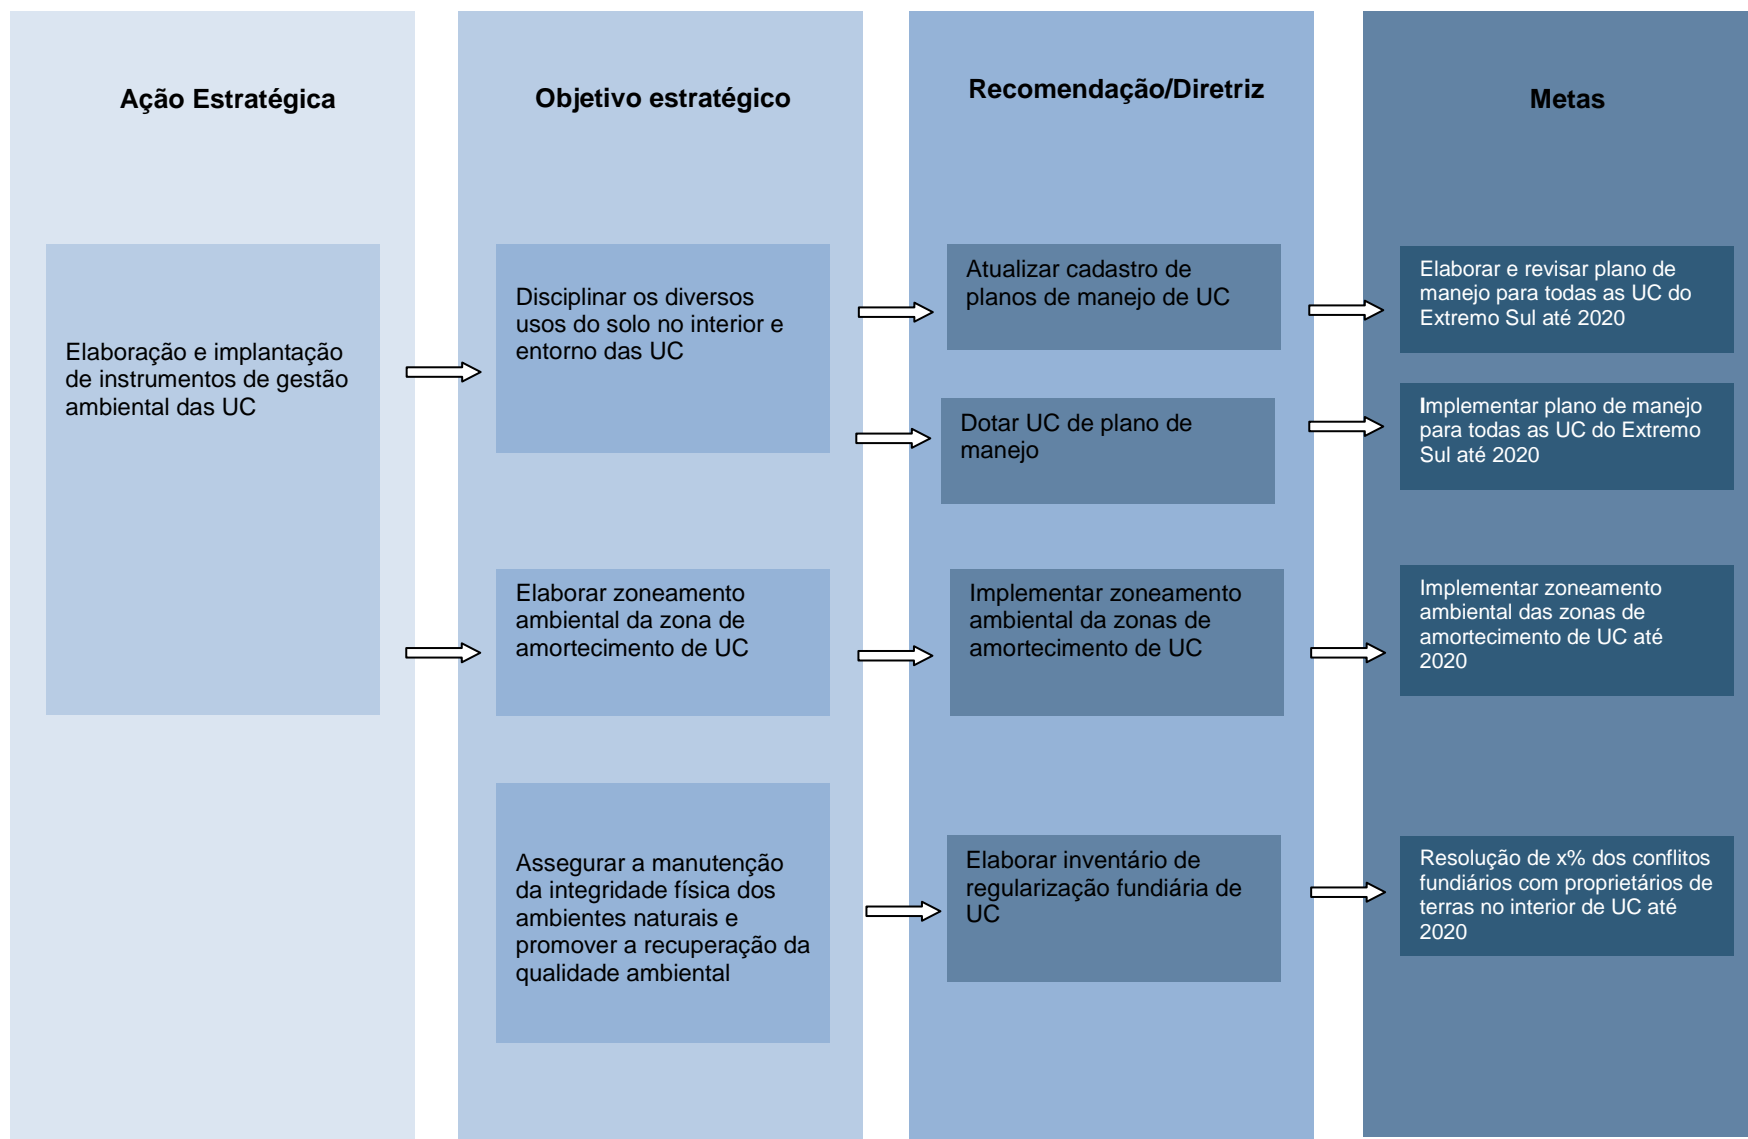 Ação Estratégica
Objetivo estratégico
Recomendação/Diretriz
Metas
Elaboração e implantação
de instrumentos de gestão
ambiental das UC
Disciplinar os diversos
usos do solo no interior e
entorno das UC
Atualizar cadastro de
planos de manejo de UC
Elaborar e revisar plano de
manejo para todas as UC do
Extremo Sul até 2020
Dotar UC de plano de
manejo
Implementar plano de manejo
para todas as UC do Extremo
Sul até 2020
Elaborar zoneamento
ambiental da zona de
amortecimento de UC
Implementar zoneamento
ambiental da zonas de
amortecimento de UC
Implementar zoneamento
ambiental das zonas de
amortecimento de UC até
2020
Assegurar a manutenção
da integridade física dos
ambientes naturais e
promover a recuperação da
qualidade ambiental
Elaborar inventário de
regularização fundiária de
UC
Resolução de x% dos conflitos
fundiários com proprietários de
terras no interior de UC até
2020